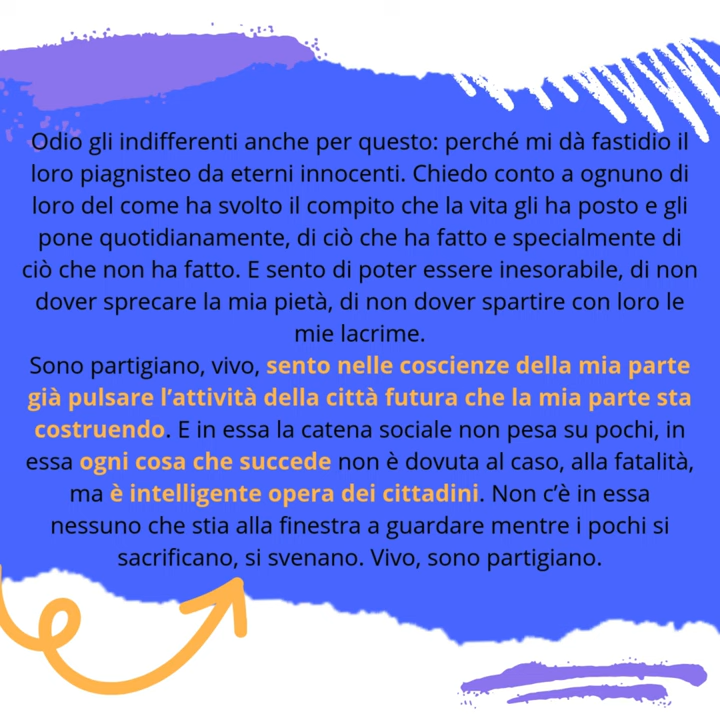 Odio gli indifferenti anche per questo: perché mi dà fastidio il
loro piagnisteo da eterni innocenti. Chiedo conto a ognuno di
loro del come ha svolto il compito che la vita gli ha posto e gli
pone quotidianamente, di ciò che ha fatto e specialmente di
ciò che non ha fatto. E sento di poter essere inesorabile, di non
dover sprecare la mia pietà, di non dover spartire con loro le
mie lacrime.
Sono partigiano, vivo, sento nelle coscienze della mia parte
già pulsare l’attività della città futura che la mia parte sta
costruendo. E in essa la catena sociale non pesa su pochi, in
essa ogni cosa che succede non è dovuta al caso, alla fatalità,
ma è intelligente opera dei cittadini. Non c’è in essa
nessuno che stia alla finestra a guardare mentre i pochi si
sacrificano, si svenano. Vivo, sono partigiano.